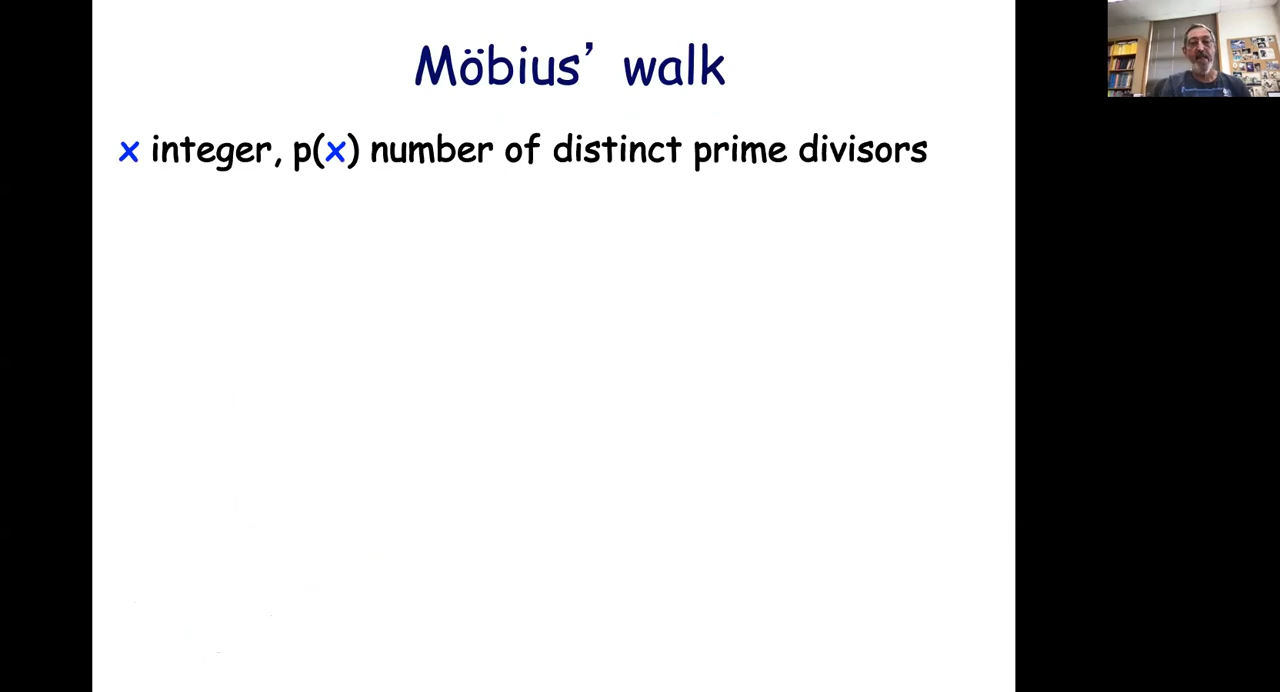 Möbius’ walk
x integer, p(x) number of distinct prime divisors